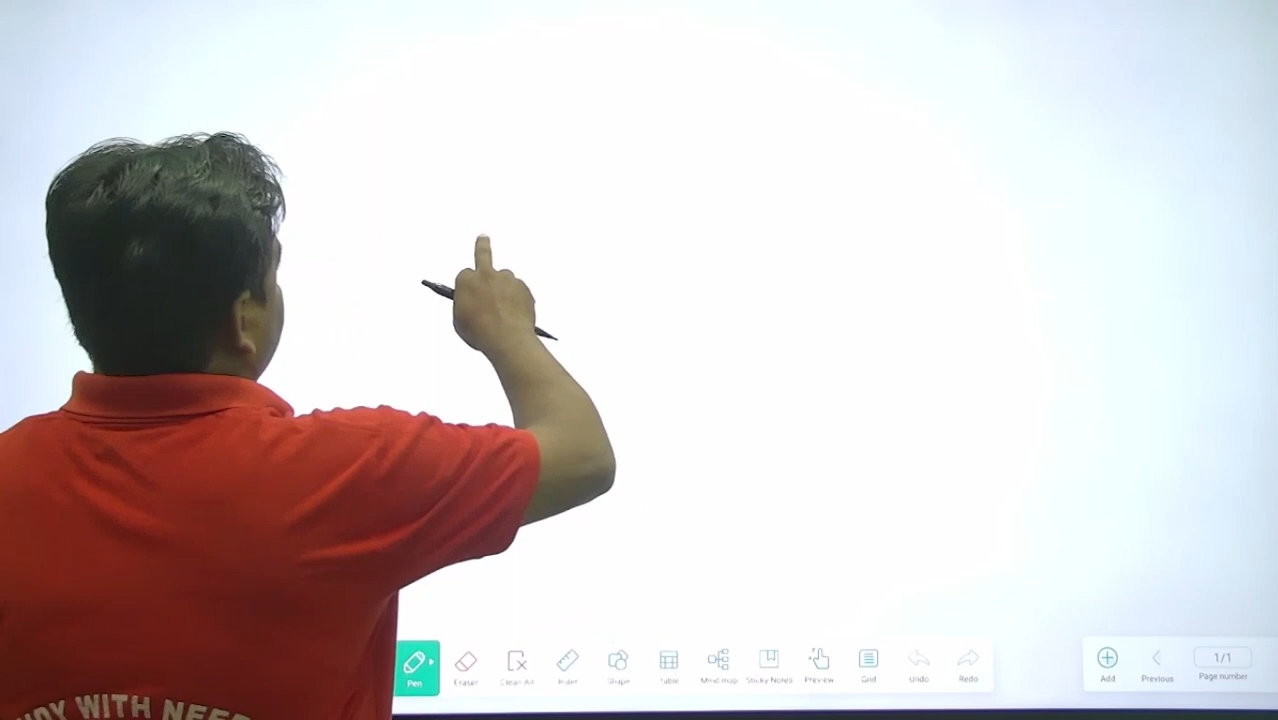 Pen
Eraser
Clean All
Ruler
Shape
Table
Mind map
Sticky Notes
Preview
Grid
Undo
Redo
Add
Previous
1/1
Page number
WITH